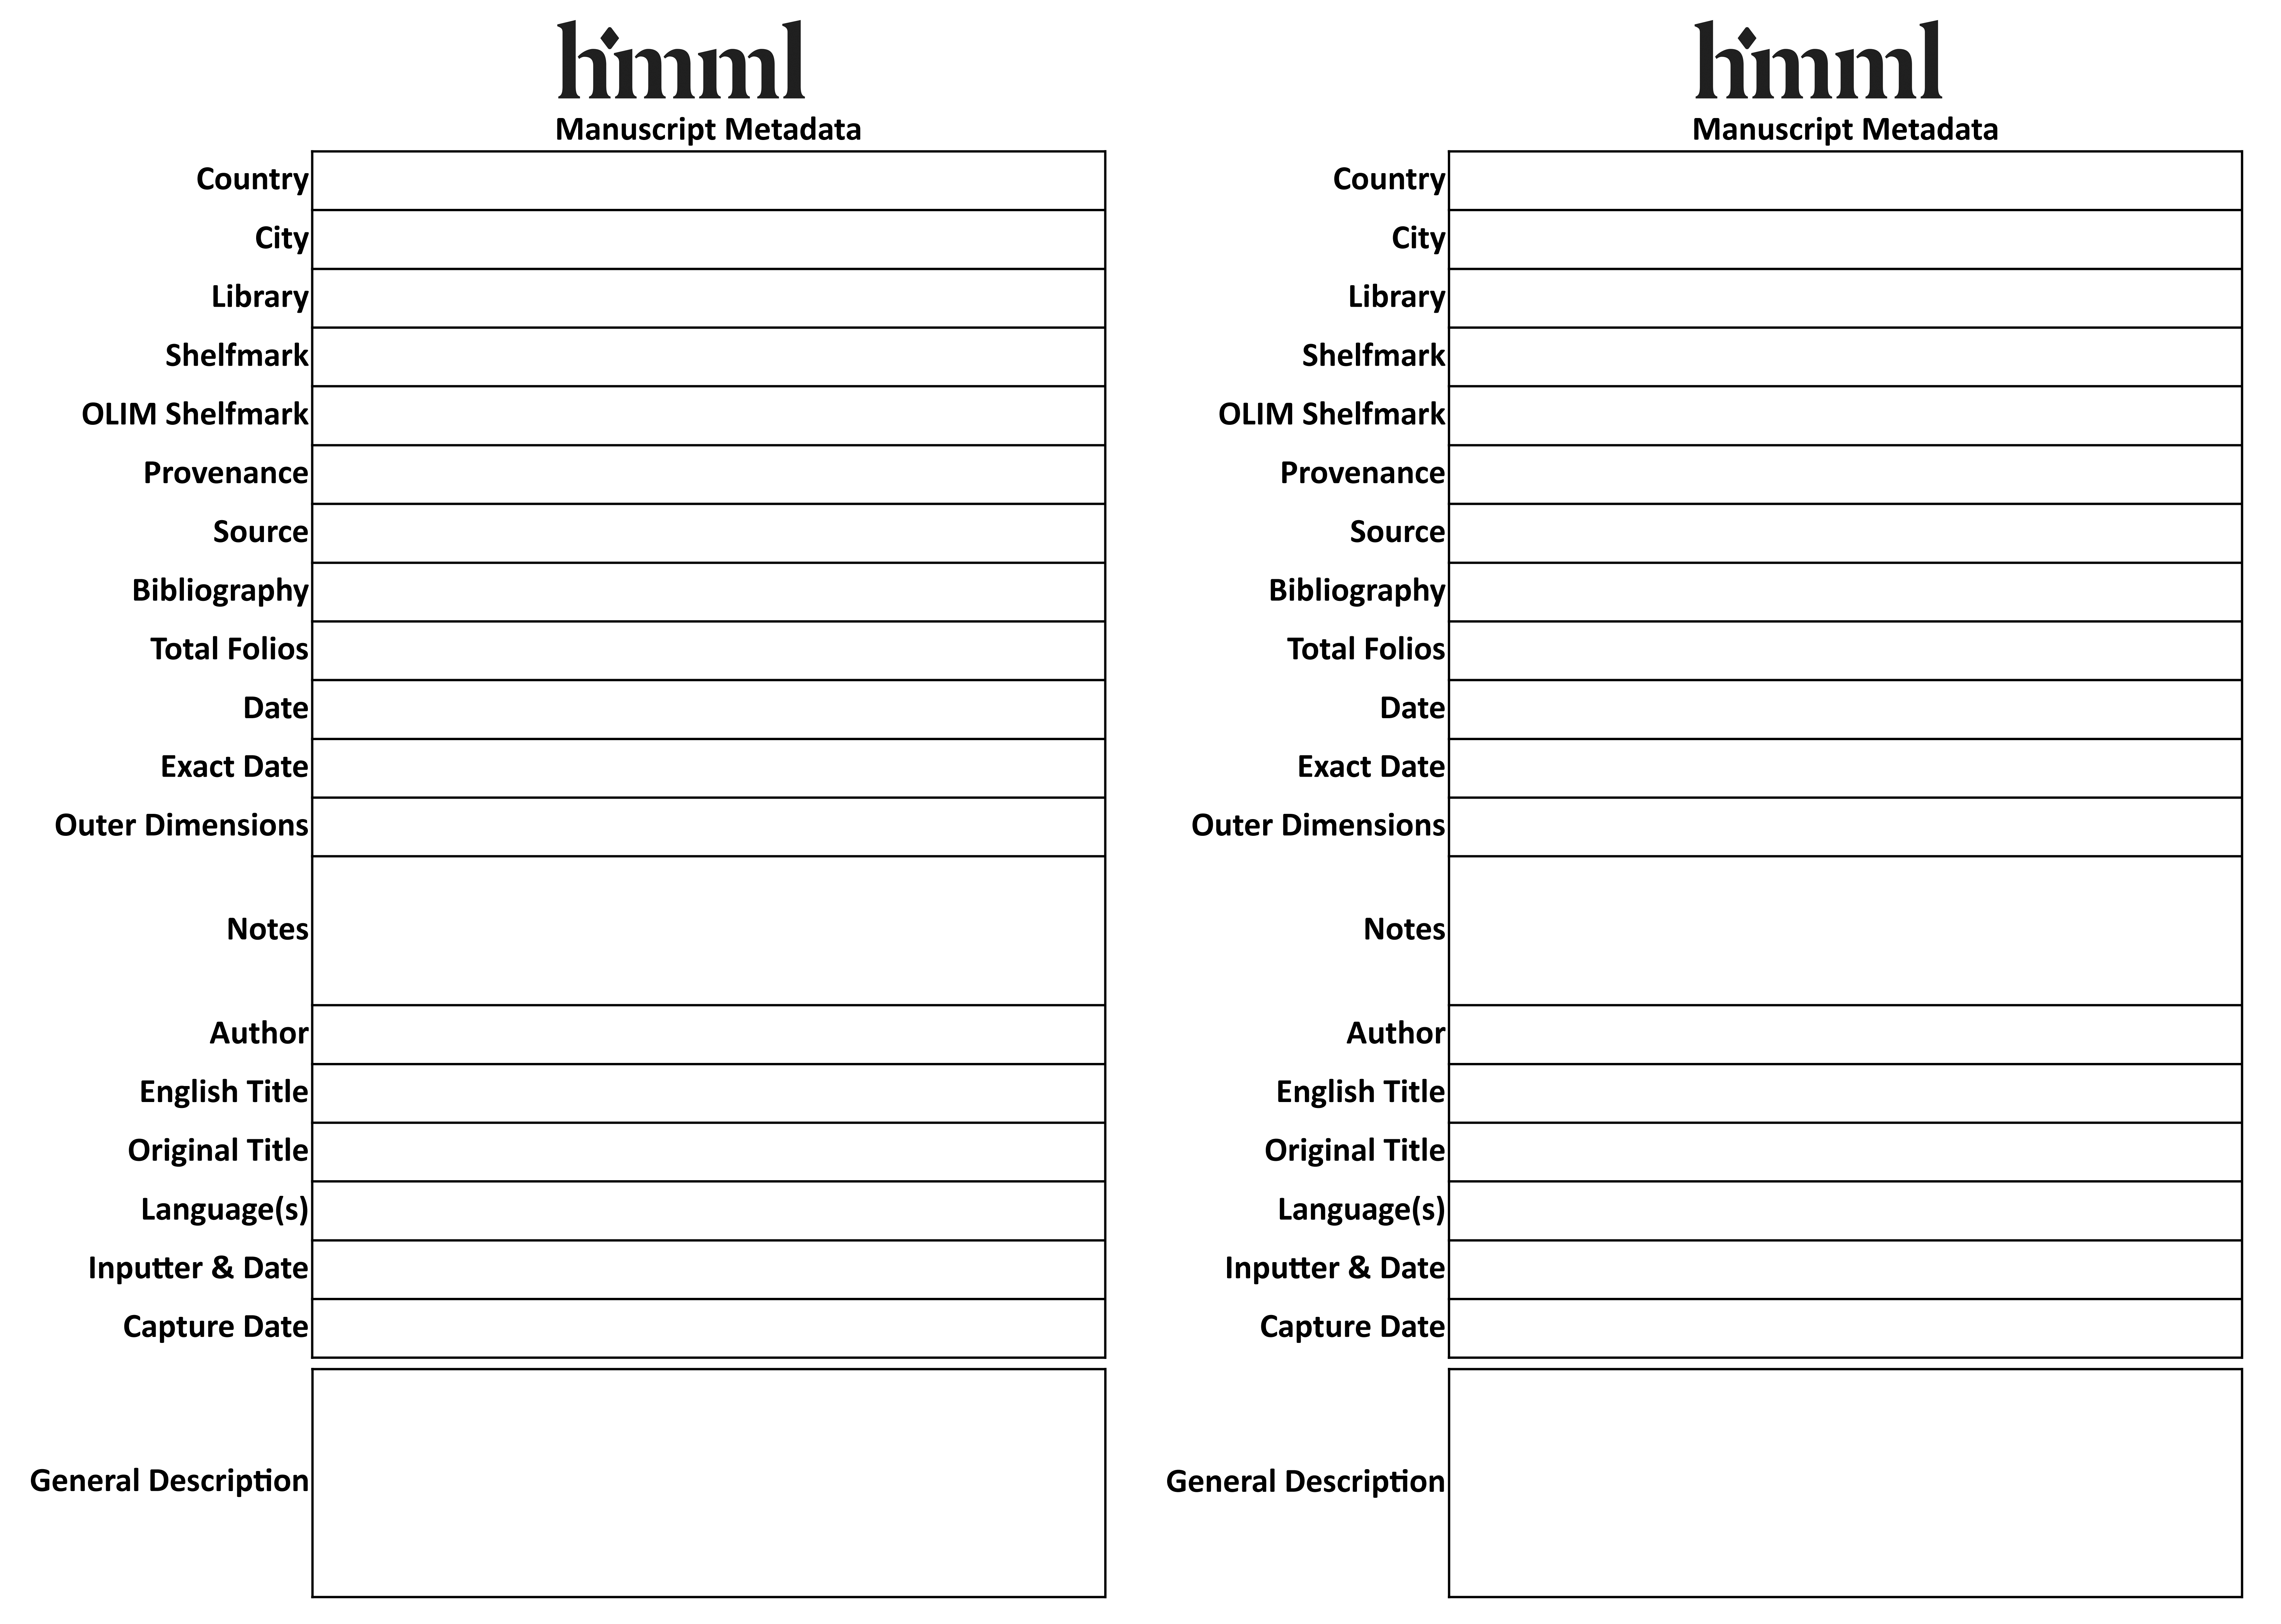 hmml
Manuscript Metadata
Country
City
Library
Shelfmark
OLIM Shelfmark
Provenance
Source
Bibliography
Total Folios
Date
Exact Date
Outer Dimensions
Notes
Author
English Title
Original Title
Language(s)
Inputter & Date
Capture Date
General Description
hmml
Manuscript Metadata
Country
City
Library
Shelfmark
OLIM Shelfmark
Provenance
Source
Bibliography
Total Folios
Date
Exact Date
Outer Dimensions
Notes
Author
English Title
Original Title
Language(s)
Inputter & Date
Capture Date
General Description